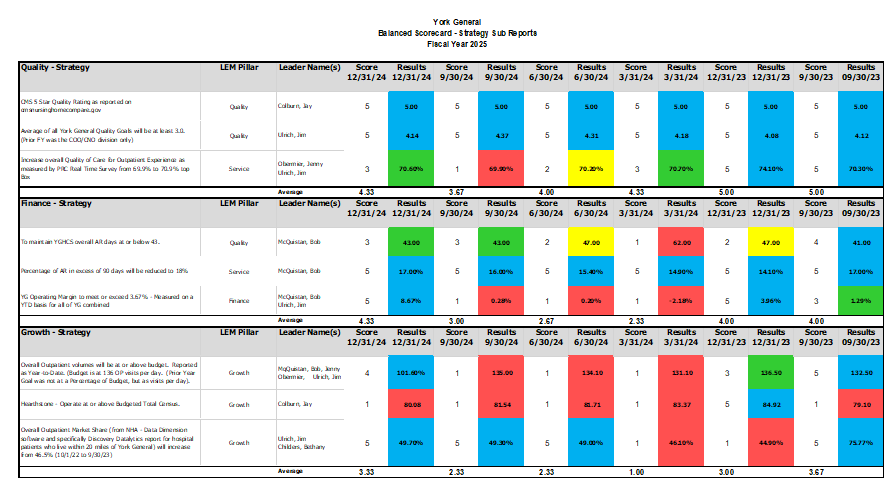 York General
Balanced Scorecard - Strategy Sub Reports
Fiscal Year 2025
Quality - Strategy LEM Pillar Leader Name(s) Score 12/31/24 Results 12/31/24 Score 9/30/24 Results 9/30/24 Score 6/30/24 Results 6/30/24 Score 3/31/24 Results 3/31/24 Score 12/31/23 Results 12/31/23 Score 9/30/23 Results 09/30/23
CMS 5 Star Quality Rating as reported on
cmsnursinghomecompare.gov
Quality Colburn, Jay 5 5.00 5 5.00 5 5.00 5 5.00 5 5.00 5 5.00
Average of all York General Quality Goals will be at least 3.0.
(Prior FY was the COO/CNO division only)
Quality Ulrich, Jim 5 4.14 5 4.37 5 4.31 5 4.18 5 4.08 5 4.12
Increase overall Quality of Care for Outpatient Experience as
measured by PRC Real Time Survey from 69.9% to 70.9% top
Box
Service Obermier, Jenny
Ulrich, Jim
3 70.60% 1 69.90% 2 70.20% 3 70.70% 5 74.10% 5 70.30%
Average 4.33 3.67 4.00 4.33 5.00 5.00
Finance - Strategy LEM Pillar Leader Name(s) Score 12/31/24 Results 12/31/24 Score 9/30/24 Results 9/30/24 Score 6/30/24 Results 6/30/24 Score 3/31/24 Results 3/31/24 Score 12/31/23 Results 12/31/23 Score 9/30/23 Results 09/30/23
To maintain YGHCS overall AR days at or below 43. Quality McQuistan, Bob 3 43.00 3 43.00 2 47.00 1 62.00 2 47.00 4 41.00
Percentage of AR in excess of 90 days will be reduced to 18% Service McQuistan, Bob 5 17.00% 5 16.00% 5 15.40% 5 14.90% 5 14.10% 5 17.00%
YG Operating Margin to meet or exceed 3.67% - Measured on a
YTD basis for all of YG combined
Finance McQuistan, Bob
Ulrich, Jim
5 8.67% 1 0.28% 1 0.20% 1 -2.18% 5 3.96% 3 1.29%
Average 4.33 3.00 2.67 2.33 4.00 4.00
Growth - Strategy LEM Pillar Leader Name(s) Score 12/31/24 Results 12/31/24 Score 9/30/24 Results 9/30/24 Score 6/30/24 Results 6/30/24 Score 3/31/24 Results 3/31/24 Score 12/31/23 Results 12/31/23 Score 9/30/23 Results 09/30/23
Overall Outpatient volumes will be at or above budget. Reported
as Year-to-Date. (Budget is at 136 OP visits per day. (Prior Year
Goal was not at a Percentage of Budget, but as visits per day).
Growth McQuistan, Bob, Jenny
Obermier, Ulrich, Jim
4 101.60% 1 135.90 1 134.10 1 131.10 3 136.50 5 132.50
Hearthstone - Operate at or above Budgeted Total Census. Growth Colburn, Jay 1 80.08 1 81.54 1 81.71 1 83.37 5 84.92 1 79.10
Overall Outpatient Market Share (from NHA - Data Dimension
software and specifically Discovery Datalytics report for hospital
patients who live within 20 miles of York General) will increase
from 46.5% (10/1/22 to 9/30/23)
Growth Ulrich, Jim
Childers, Bethany
5 49.70% 5 49.30% 5 49.00% 1 46.10% 1 44.90% 5 75.77%
Average 3.33 2.33 2.33 1.00 3.00 3.67